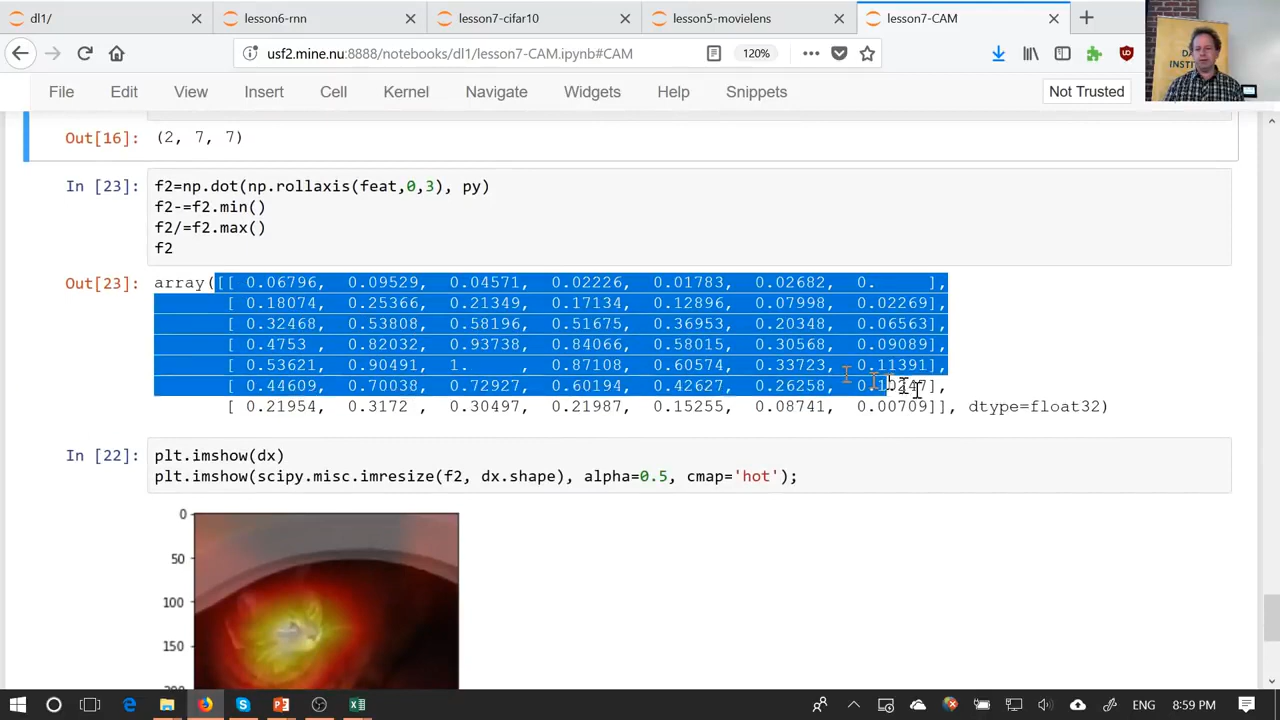 dl1/ lesson6-rnn lesson7-cifar10 lesson5-movielens lesson7-CAM
usf2.mine.nu:8888/notebooks/dl1/lesson7-CAM.ipynb#CAM 120%
File Edit View Insert Cell Kernel Navigate Widgets Help Snippets Not Trusted
Out[16]: (2, 7, 7)
In [23]: f2=np.dot(np.rollaxis(feat,0,3), py)
f2-=f2.min()
f2/=f2.max()
f2
Out[23]: array([[ 0.06796, 0.09529, 0.04571, 0.02226, 0.01783, 0.02682, 0. ],
[ 0.18074, 0.25366, 0.21349, 0.17134, 0.12896, 0.07998, 0.02269],
[ 0.32468, 0.53808, 0.58196, 0.51675, 0.36953, 0.20348, 0.06563],
[ 0.4753 , 0.82032, 0.93738, 0.84066, 0.58015, 0.30568, 0.09089],
[ 0.53621, 0.90491, 1. , 0.87108, 0.60574, 0.33723, 0.11391],
[ 0.44609, 0.70038, 0.72927, 0.60194, 0.42627, 0.26258, 0.10247],
[ 0.21954, 0.3172 , 0.30497, 0.21987, 0.15255, 0.08741, 0.00709]], dtype=float32)
In [22]: plt.imshow(dx)
plt.imshow(scipy.misc.imresize(f2, dx.shape), alpha=0.5, cmap='hot');
0
50
100
150
8:59 PM